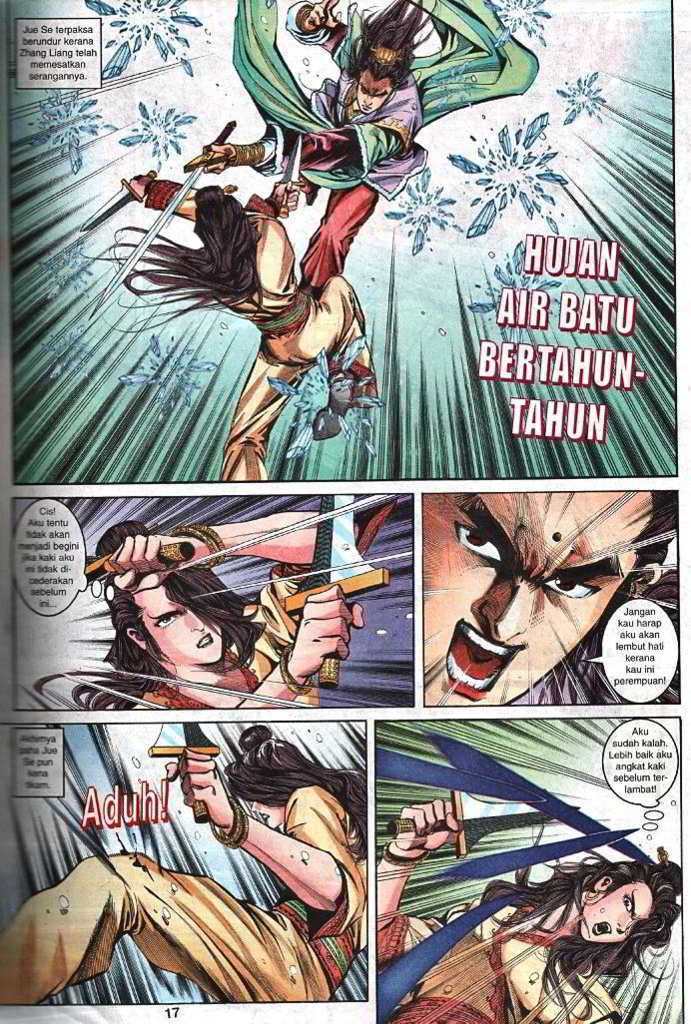 Jue Se terpaksa
berundur kerana
Zhang Liang telah
memesatkan
serangannya.
HUJAN
AIR BATU
BERTAHUN-
TAHUN
Cis!
Aku tentu
tidak akan
menjadi begini
jika kaki aku
ini tidak di-
cederakan
sebelum
ini...
Jangan
kau harap
aku akan
lembut hati
kerana
kau ini
perempuan!
Akhirnya
paha Jue
Se pun
kena
tikam.
Aduh!
Aku
sudah kalah.
Lebih baik aku
angkat kaki
sebelum ter-
lambat!
17